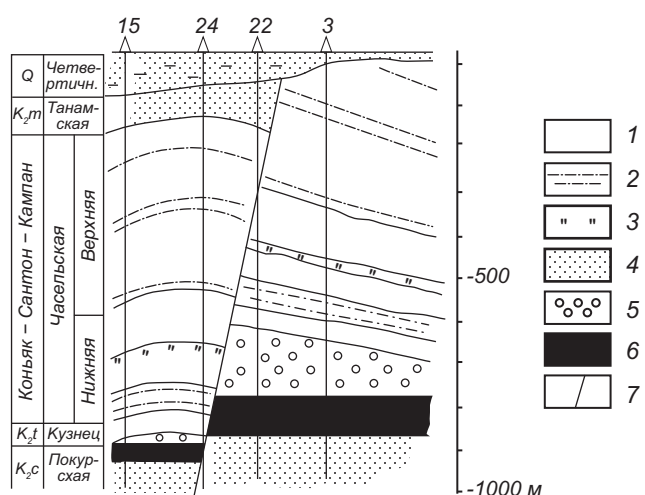 15 24 22 3
Q
Четве-
ртичн.
K₂m
Танам-
ская
Коньяк – Сантон – Кампан
Часельская
Верхняя
Нижняя
K₂t
Кузнец
K₂c
Покур-
схая
-500
-1000 м
1
2
3
4
5
6
7